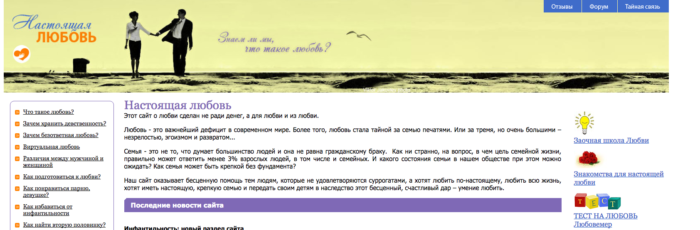 Отзывы
Форум
Тайная связь
Настоящая
ЛЮБОВЬ
Знаем ли мы,
что такое любовь?
Что такое любовь?
Зачем хранить девственность?
Зачем безответная любовь?
Виртуальная любовь
Различия между мужчиной и
женщиной
Как подготовиться к любви?
Как понравиться парню,
девушке?
Как избавиться от
инфантильности
Как найти вторую половинку?
Настоящая любовь
Этот сайт о любви сделан не ради денег, а для любви и из любви.
Любовь - это важнейший дефицит в современном мире. Более того, любовь стала тайной за семью печатями. Или за тремя, но очень большими –
незрелостью, эгоизмом и развратом...
Семья - это не то, что думает большинство людей и она не равна гражданскому браку. Как ни странно, на вопрос, в чем цель семейной жизни,
правильно может ответить менее 3% взрослых людей, в том числе и семейных. И какого состояния семьи в нашем обществе при этом можно
ожидать? Как семья может быть крепкой без фундамента?
Наш сайт оказывает бесценную помощь тем людям, которые не удовлетворяются суррогатами, а хотят любить по-настоящему, любить всю жизнь,
хотят иметь настоящую, крепкую семью и передать своим детям в наследство этот бесценный, счастливый дар – умение любить.
Последние новости сайта
Инфантильность: новый раздел сайта
Заочная школа Любви
Знакомства для настоящей
любви
ТЕСТ
ТЕСТ НА ЛЮБОВЬ
Любовемер